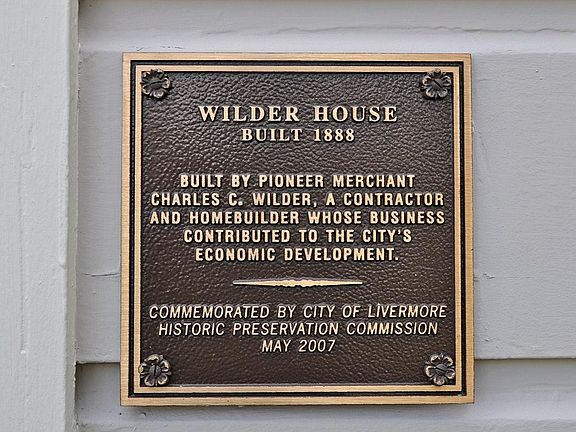 WILDER HOUSE
BUILT 1888
BUILT BY PIONEER MERCHANT
CHARLES C. WILDER, A CONTRACTOR
AND HOMEBUILDER WHOSE BUSINESS
CONTRIBUTED TO THE CITY'S
ECONOMIC DEVELOPMENT.
COMMEMORATED BY CITY OF LIVERMORE
HISTORIC PRESERVATION COMMISSION
MAY 2007